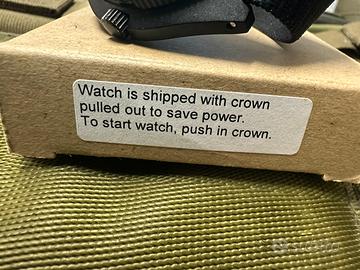 Watch is shipped with crown
pulled out to save power.
To start watch, push in crown.